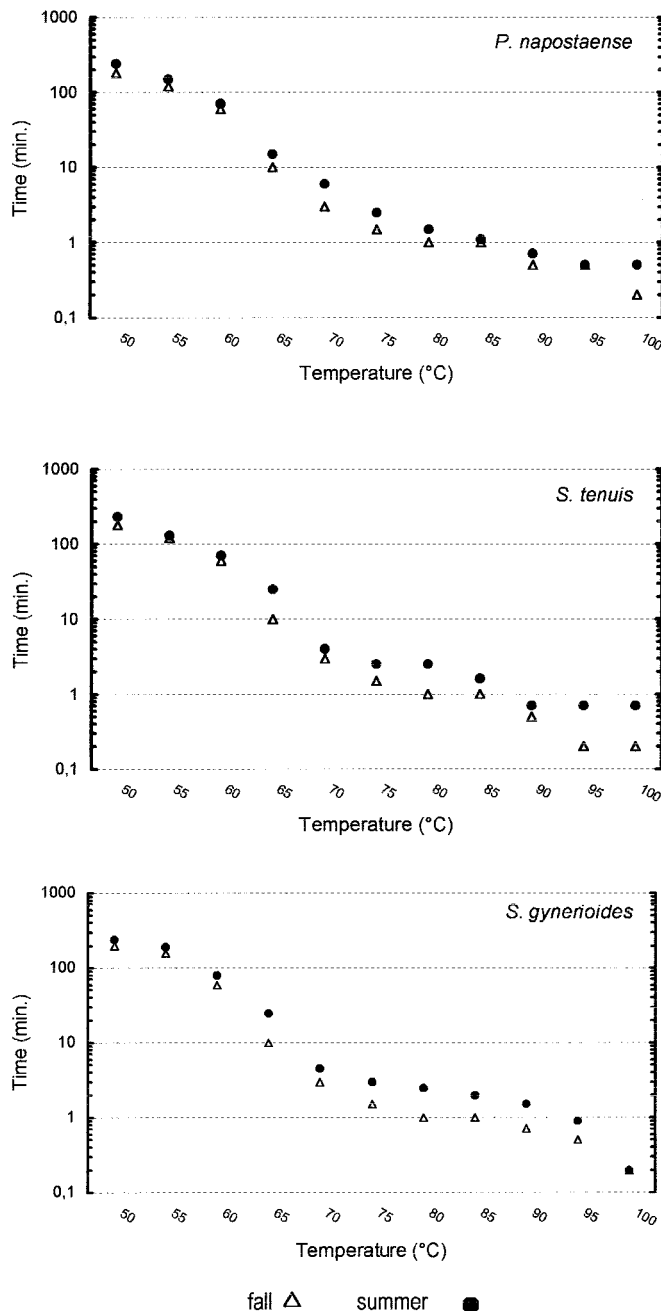 P. napostaense
1000
100
10
1
0,1
Time (min.)
50 55 60 65 70 75 80 85 90 95 100
Temperature (°C)
S. tenuis
1000
100
10
1
0,1
Time (min.)
50 55 60 65 70 75 80 85 90 95 100
Temperature (°C)
S. gynerioides
1000
100
10
1
0,1
Time (min.)
50 55 60 65 70 75 80 85 90 95 100
Temperature (°C)
fall △ summer ●